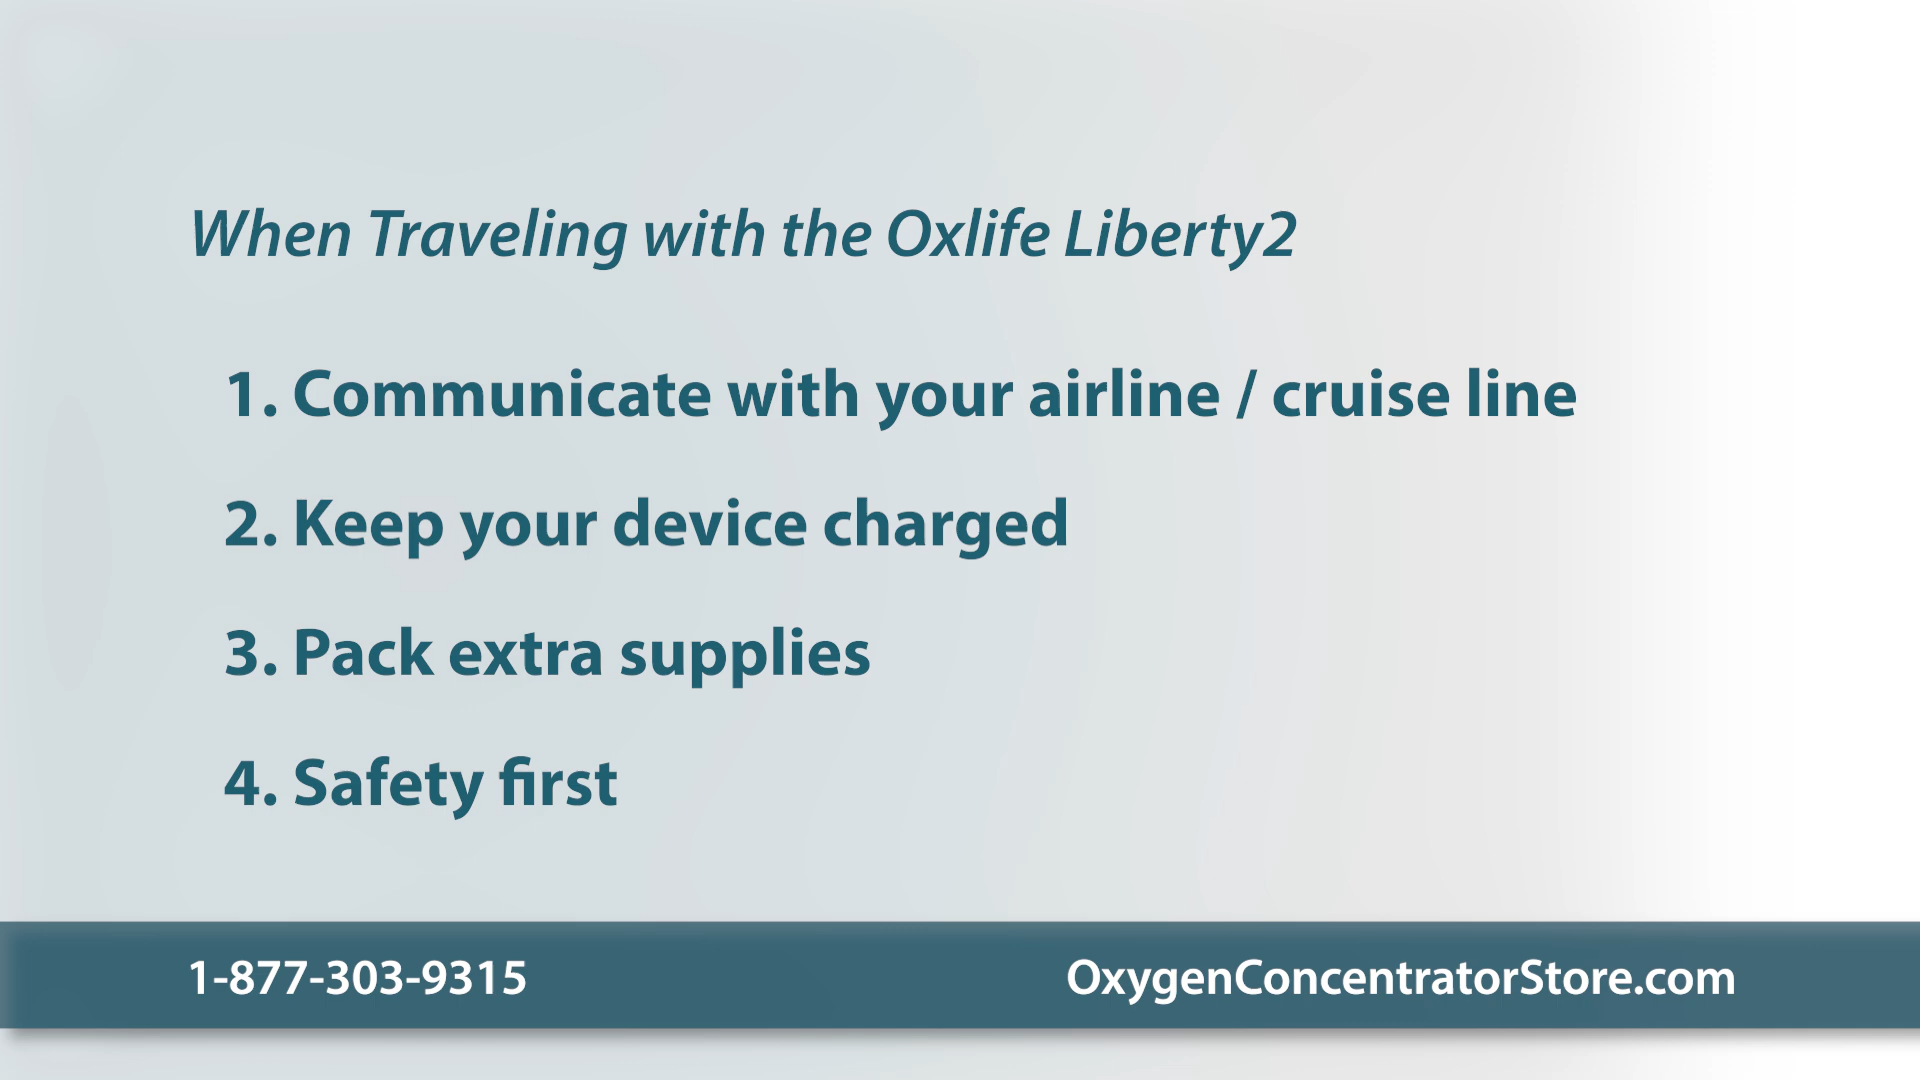 When Traveling with the Oxlife Liberty2
1. Communicate with your airline / cruise line
2. Keep your device charged
3. Pack extra supplies
4. Safety first
1-877-303-9315
OxygenConcentratorStore.com